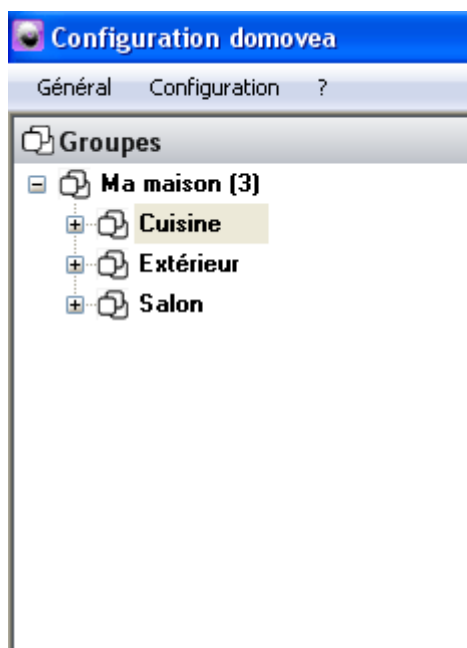 Configuration domovea
Général Configuration ?
Groupes
Ma maison (3)
Cuisine
Extérieur
Salon